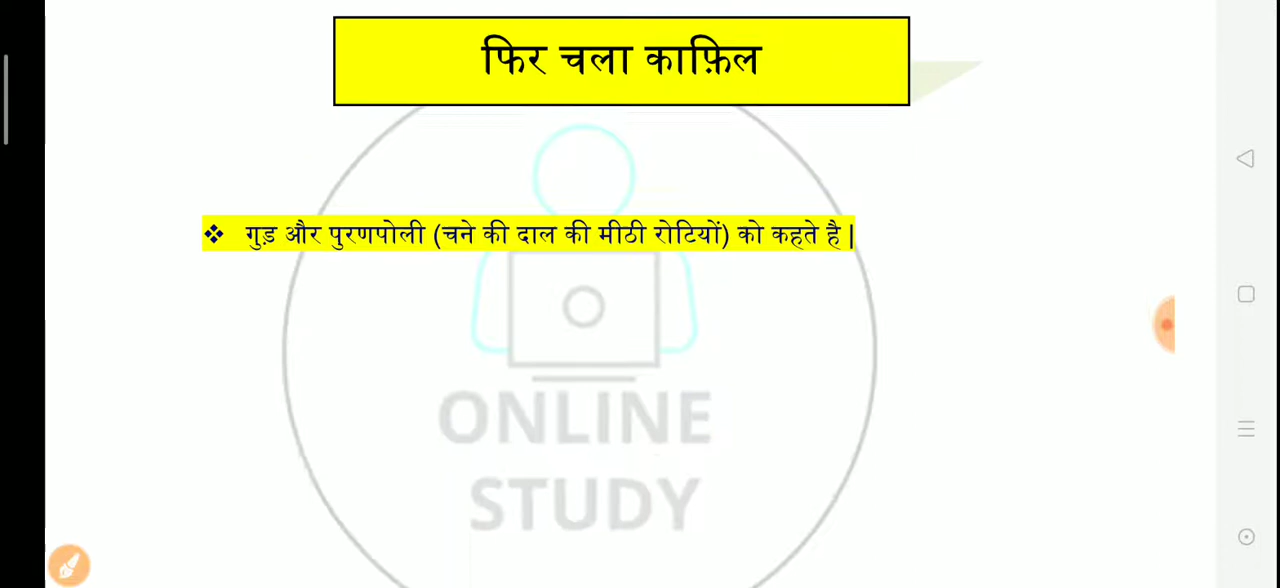 फिर चला काफ़िल
❖ गुड़ और पुरणपोली (चने की दाल की मीठी रोटियों) को कहते है |
ONLINE
STUDY